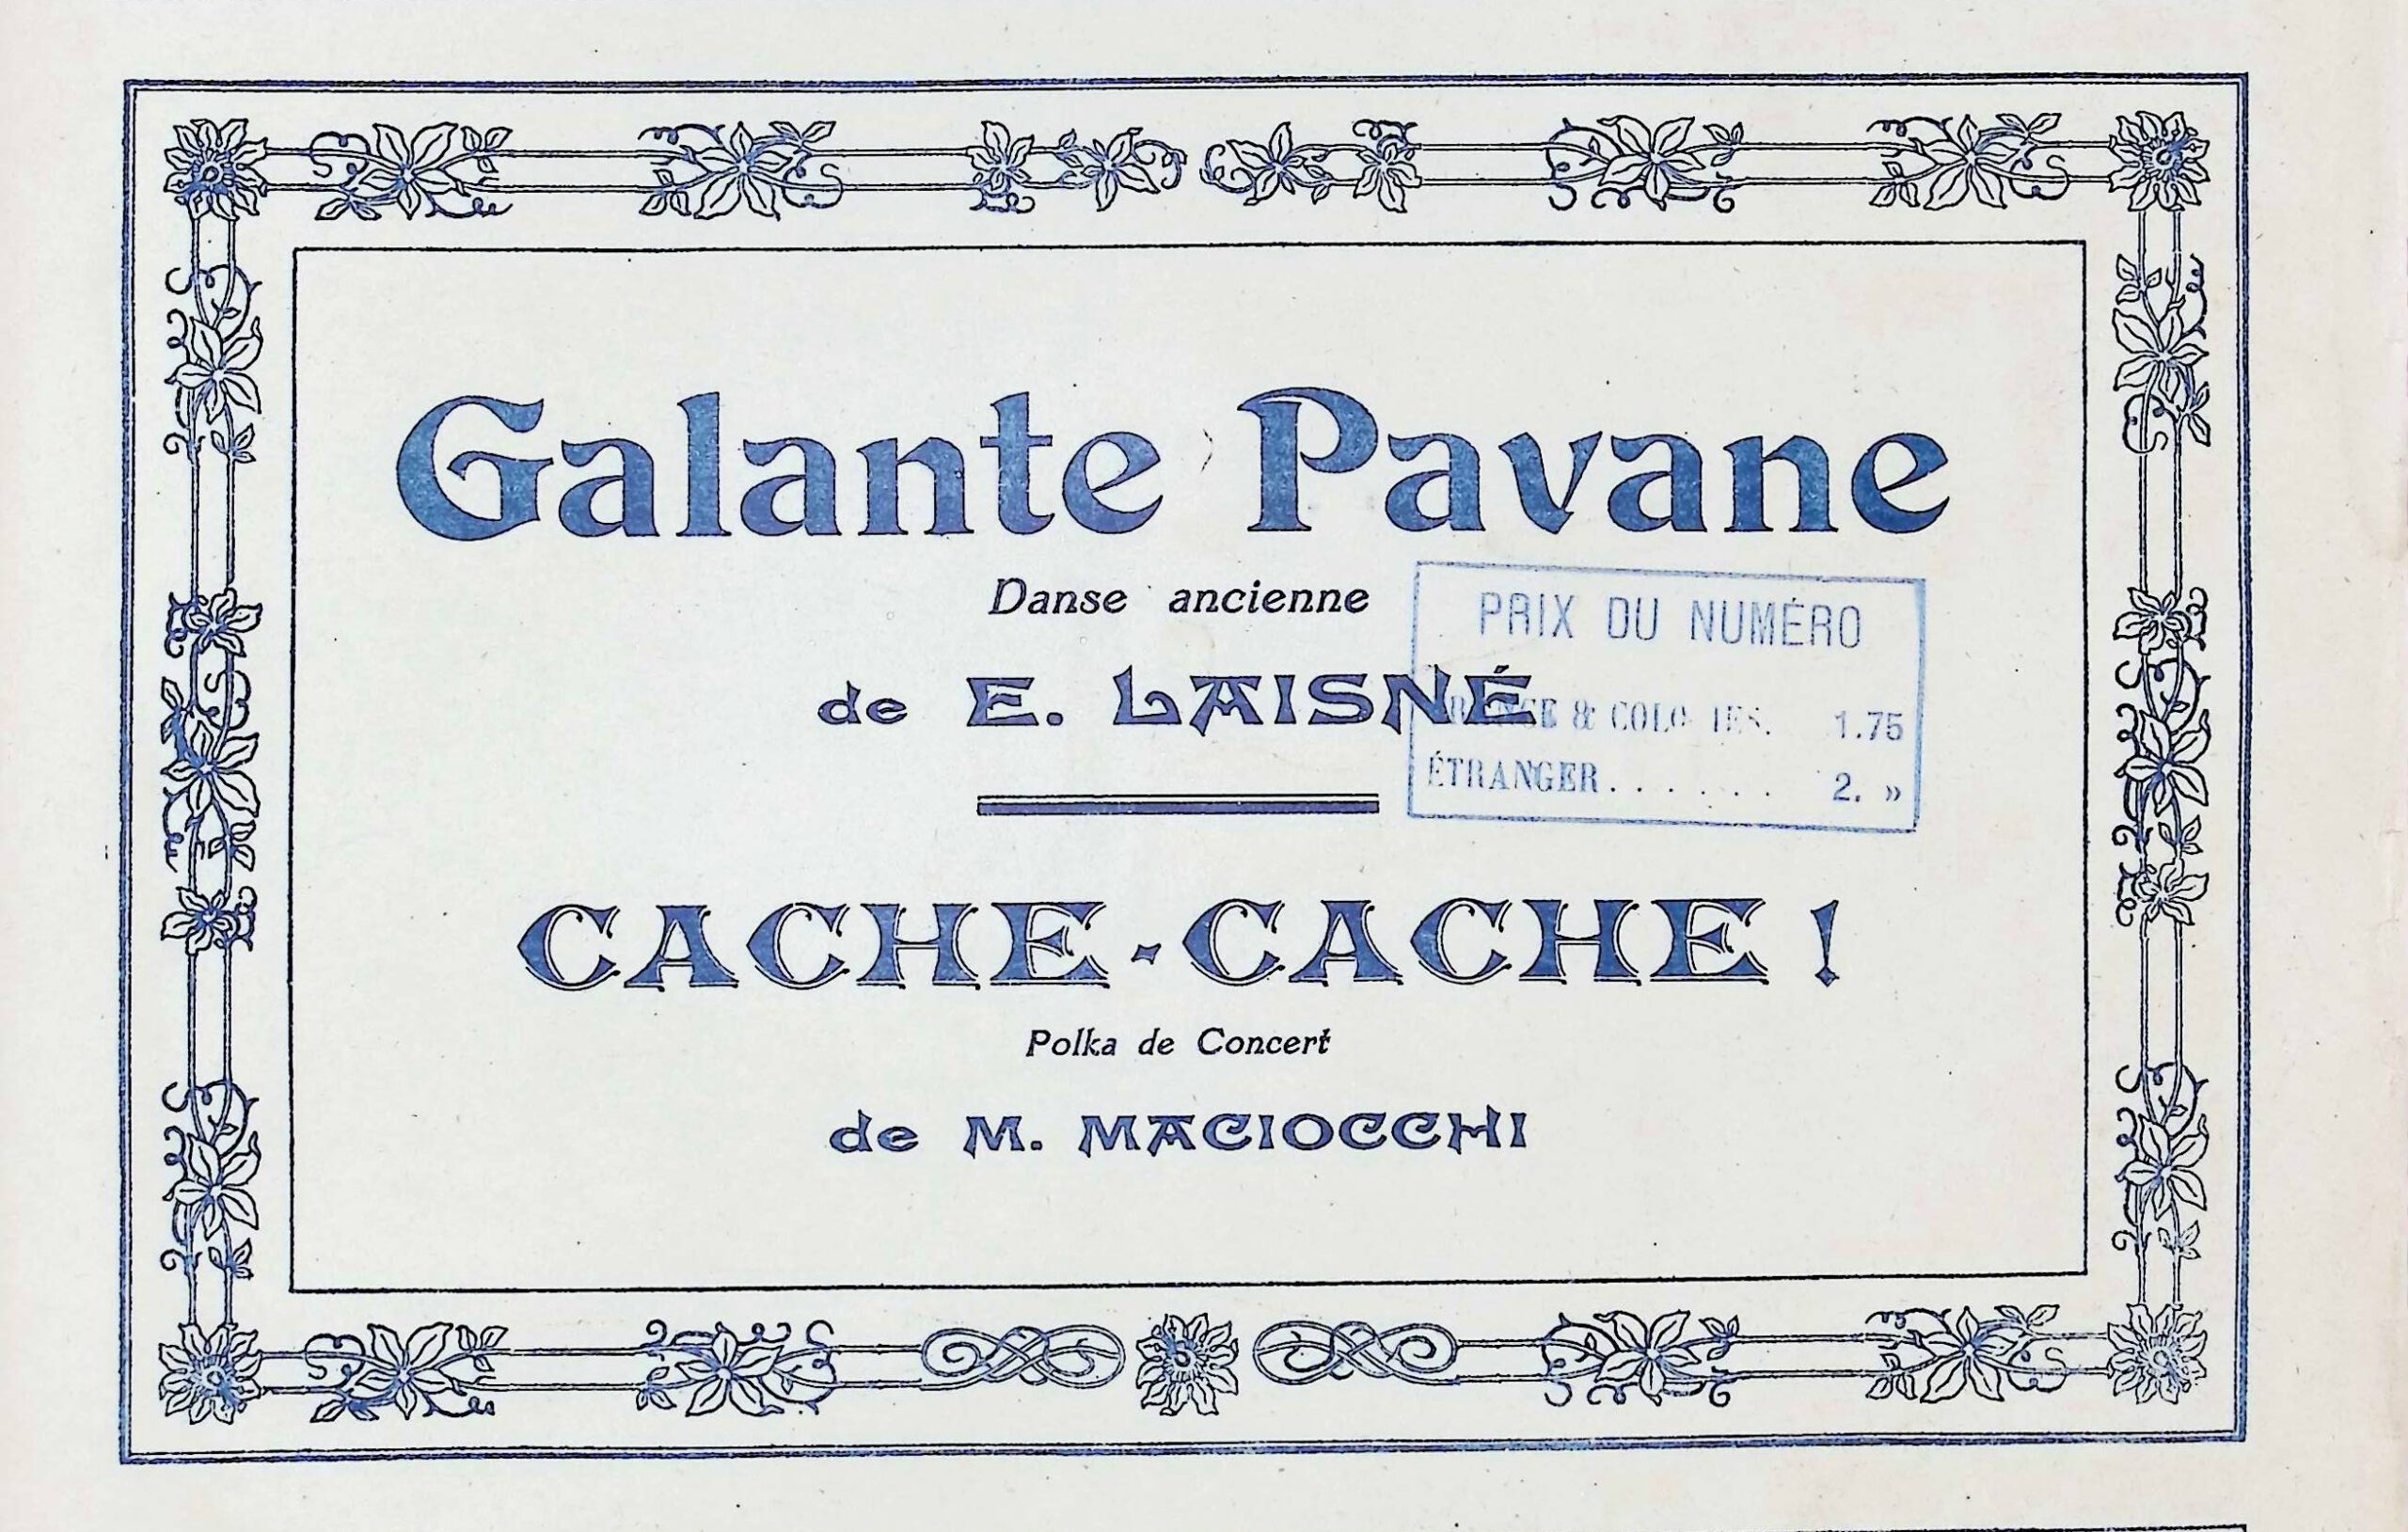 Galante Pavane
Danse ancienne
de E. LAISNÉ
PRIX DU NUMÉRO
& 1.75
ÉTRANGER . . . . . . . 2. »
CACHE-CACHE !
Polka de Concert
de M. MACIOCCHI